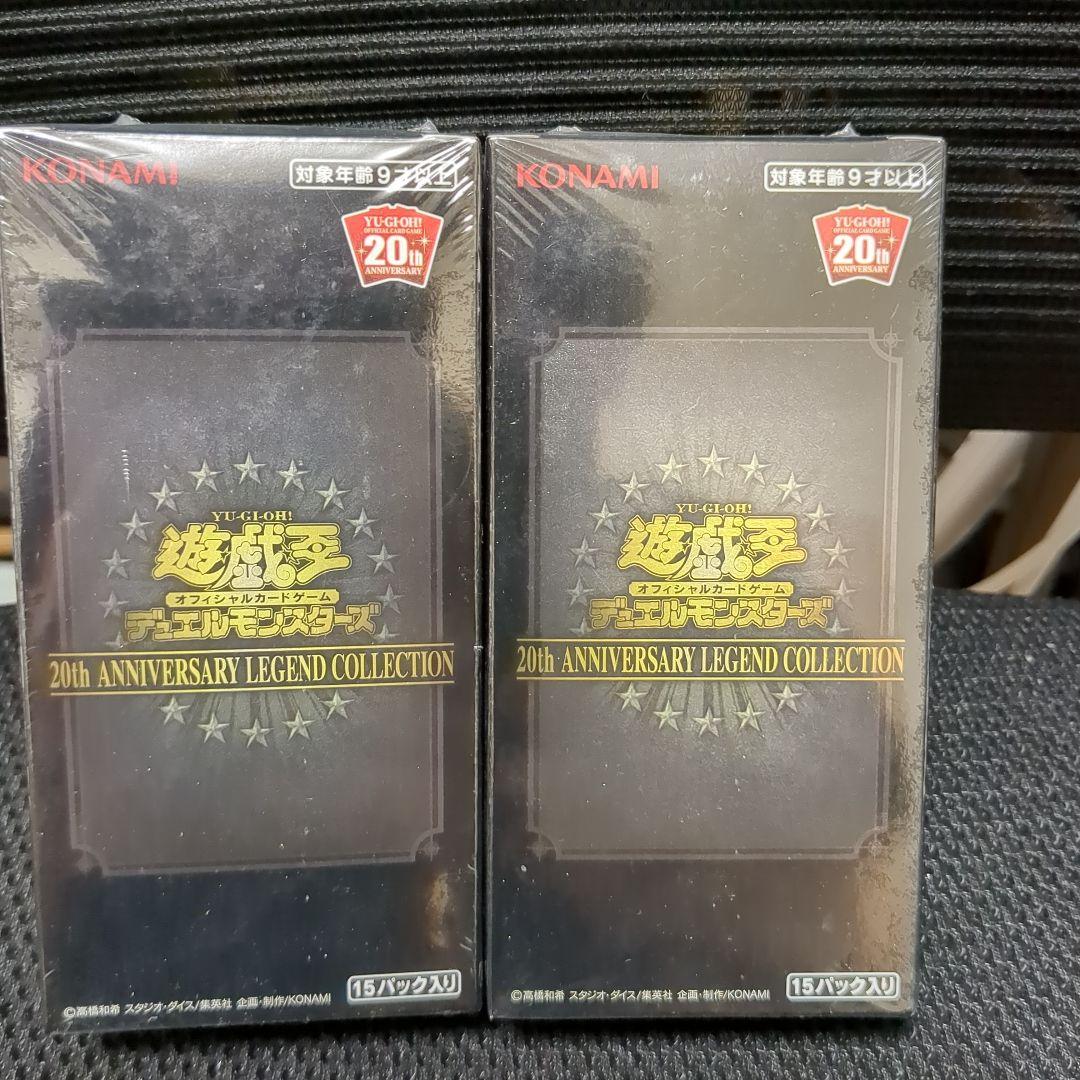 KONAMI
対象年齢9才以上
YU-GI-OH!
OFFICIAL CARD GAME
20th
ANNIVERSARY
YU-GI-OH!
遊戯王
オフィシャルカードゲーム
デュエルモンスターズ
20th ANNIVERSARY LEGEND COLLECTION
©高橋和希 スタジオ・ダイス/集英社 企画・制作/KONAMI
15パック入り
KONAMI
対象年齢9才以上
YU-GI-OH!
OFFICIAL CARD GAME
20th
ANNIVERSARY
YU-GI-OH!
遊戯王
オフィシャルカードゲーム
デュエルモンスターズ
20th ANNIVERSARY LEGEND COLLECTION
©高橋和希 スタジオ・ダイス/集英社 企画・制作/KONAMI
15パック入り